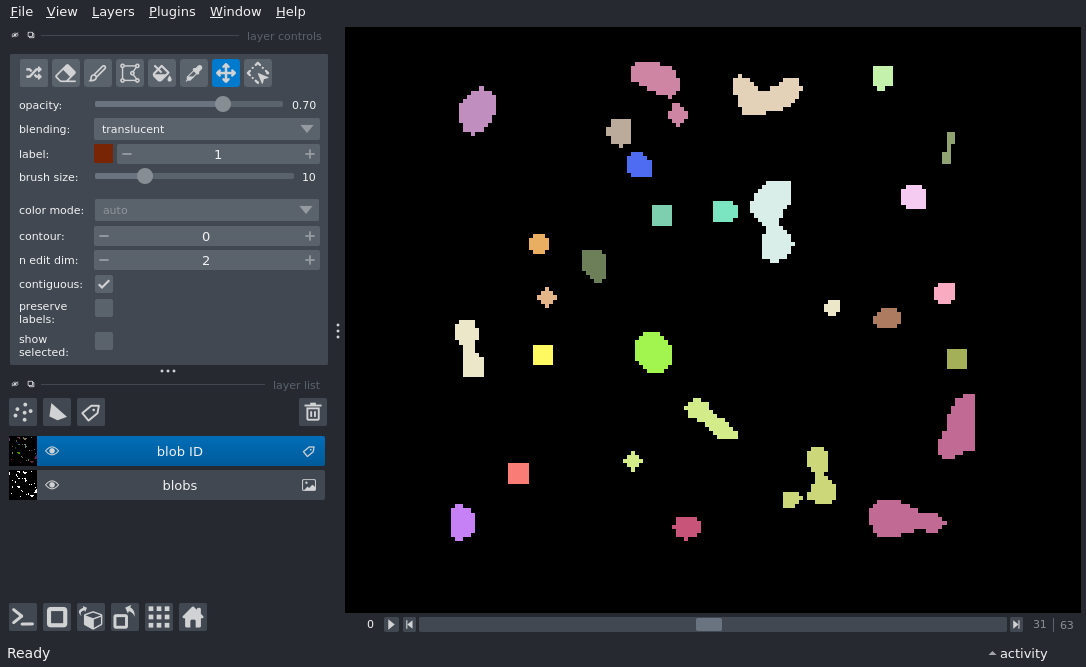 File View Layers Plugins Window Help
layer controls
opacity: 0.70
blending: translucent
label: 1
brush size: 10
color mode: auto
contour: 0
n edit dim: 2
contiguous:
preserve
labels:
show
selected:
layer list
blob ID
blobs
0 31 63
Ready activity